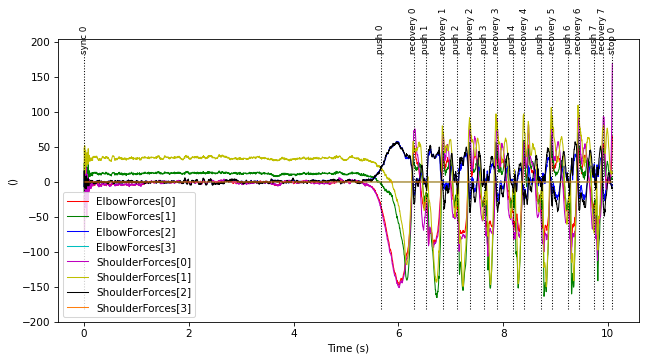 sync 0
push 0
recovery 0
push 1
recovery 1
push 2
recovery 2
push 3
recovery 3
push 4
recovery 4
push 5
recovery 5
push 6
recovery 6
push 7
recovery 7
stop 0
200
150
100
50
0
−50
−100
−150
−200
()
ElbowForces[0]
ElbowForces[1]
ElbowForces[2]
ElbowForces[3]
ShoulderForces[0]
ShoulderForces[1]
ShoulderForces[2]
ShoulderForces[3]
0 2 4 6 8 10
Time (s)